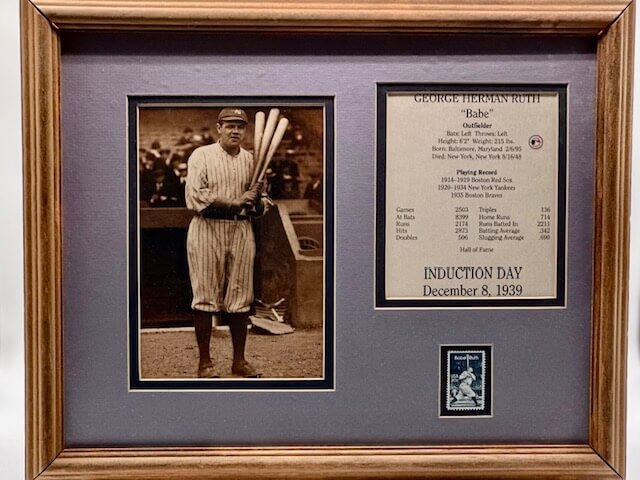 GEORGE HERMAN RUTH
"Babe"
Outfielder
Bats: Left Throws: Left
Height: 6'2" Weight: 215 lbs.
Born: Baltimore, Maryland 2/6/95
Died: New York, New York 8/16/48
Playing Record
1914-1919 Boston Red Sox
1920-1934 New York Yankees
1935 Boston Braves
Games 2503 Triples 136
At Bats 8399 Home Runs 714
Runs 2174 Runs Batted In 2213
Hits 2873 Batting Average .342
Doubles 506 Slugging Average .690
Hall of Fame
INDUCTION DAY
December 8, 1939
Babe Ruth